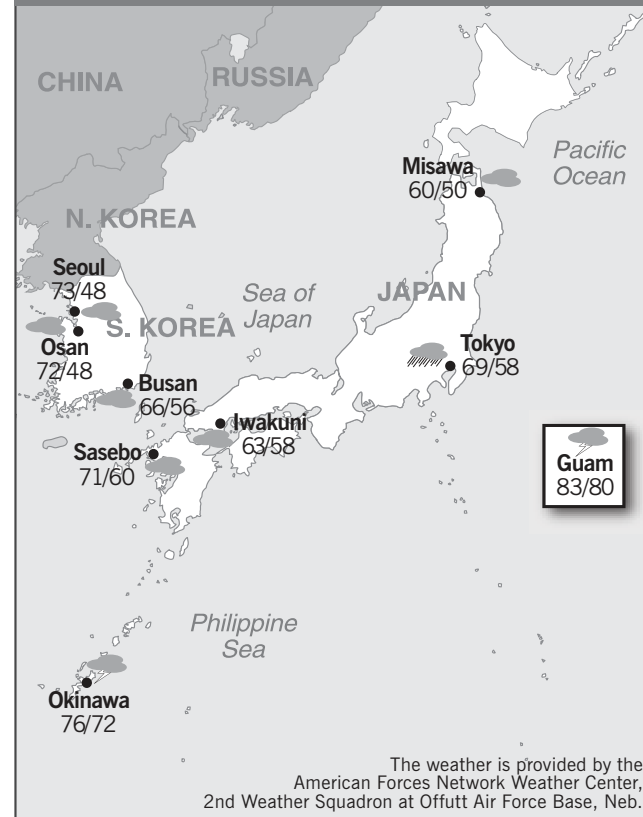 CHINA
RUSSIA
Pacific
Ocean
Misawa
60/50
N. KOREA
Seoul
73/48
Sea of
Japan
JAPAN
S. KOREA
Osan
72/48
Tokyo
69/58
Busan
66/56
Iwakuni
63/58
Sasebo
71/60
Guam
83/80
Philippine
Sea
Okinawa
76/72
The weather is provided by the
American Forces Network Weather Center,
2nd Weather Squadron at Offutt Air Force Base, Neb.